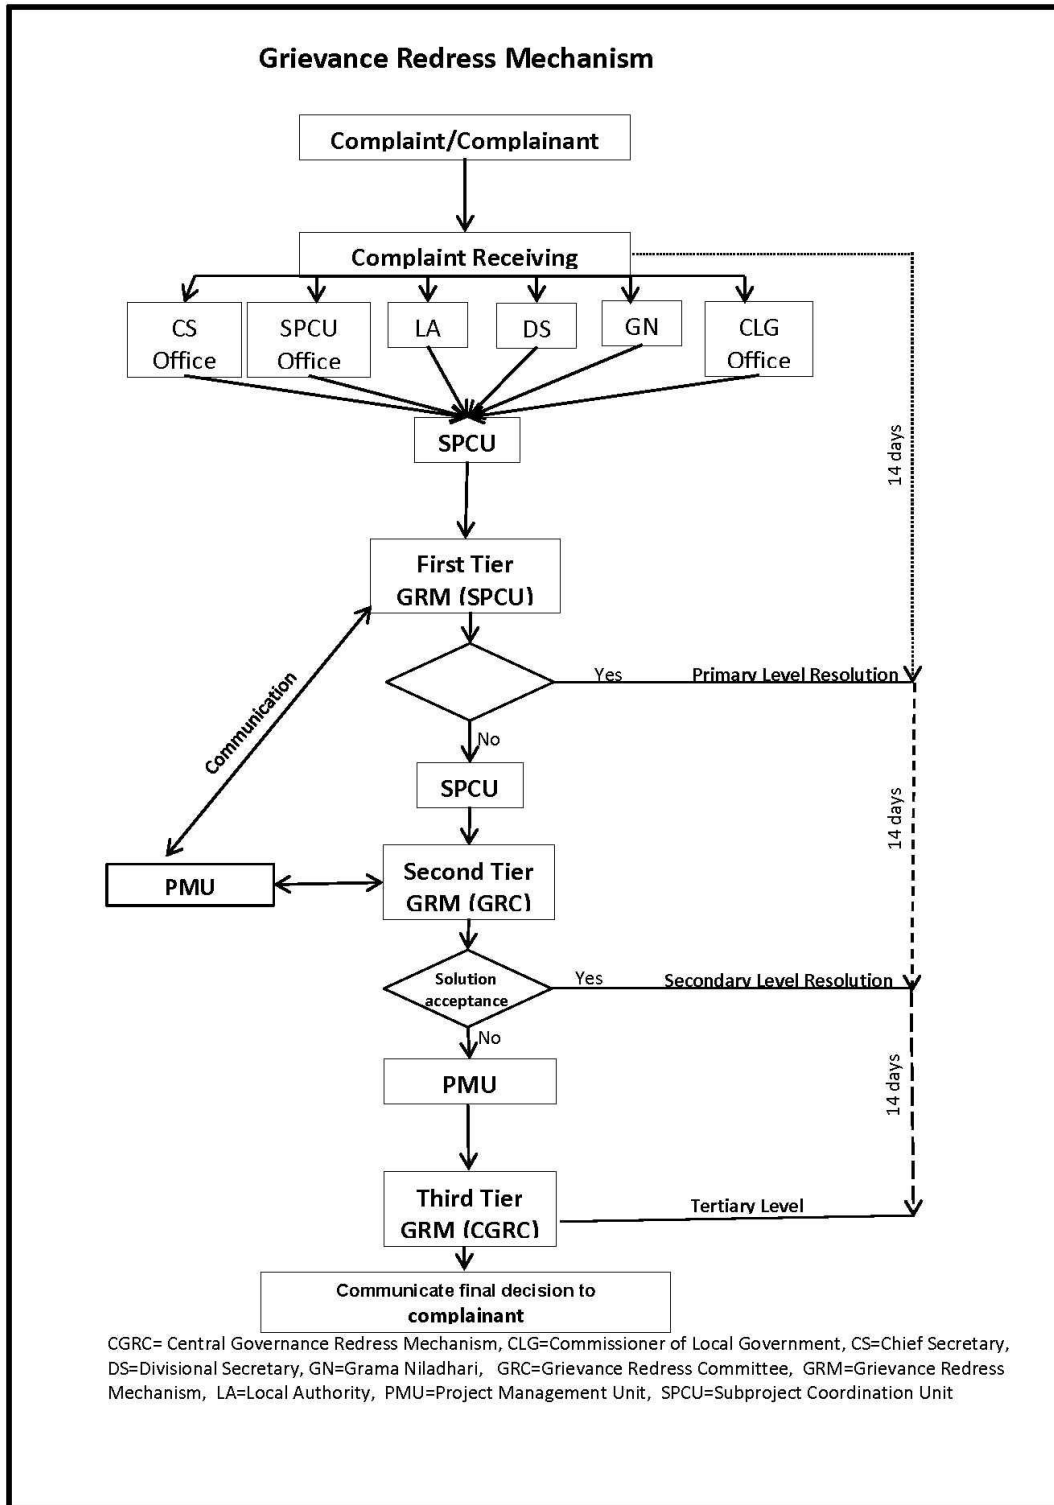 Grievance Redress Mechanism
Complaint/Complainant
Complaint Receiving
CS
Office
SPCU
Office
LA
DS
GN
CLG
Office
SPCU
14 days
First Tier
GRM (SPCU)
Yes
Primary Level Resolution
Communication
No
SPCU
14 days
Second Tier
GRM (GRC)
PMU
Solution
acceptance
Yes
Secondary Level Resolution
No
PMU
14 days
Third Tier
GRM (CGRC)
Tertiary Level
Communicate final decision to
complainant
CGRC= Central Governance Redress Mechanism, CLG=Commissioner of Local Government, CS=Chief Secretary,
DS=Divisional Secretary, GN=Grama Niladhari, GRC=Grievance Redress Committee, GRM=Grievance Redress
Mechanism, LA=Local Authority, PMU=Project Management Unit, SPCU=Subproject Coordination Unit